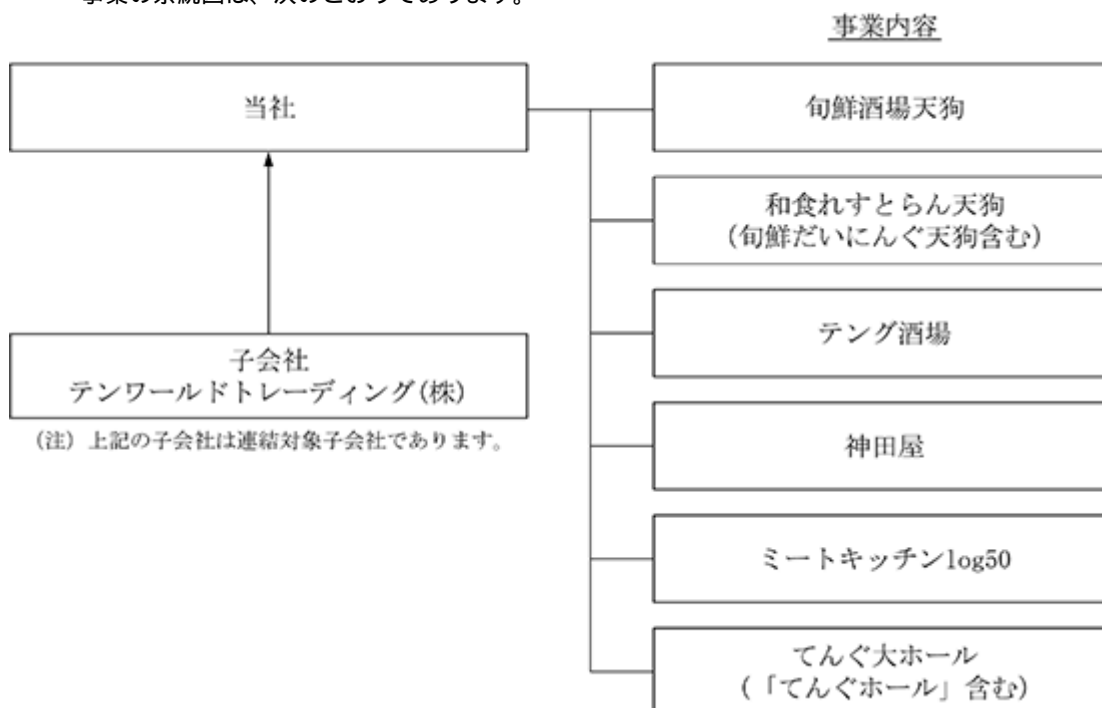 事業の系統図は、次のとおりであります。
事業内容
当社
旬鮮酒場天狗
和食れすとらん天狗
(旬鮮だいにんぐ天狗含む)
テング酒場
子会社
テンワールドトレーディング(株)
(注) 上記の子会社は連結対象子会社であります。
神田屋
ミートキッチンlog50
てんぐ大ホール
(「てんぐホール」含む)